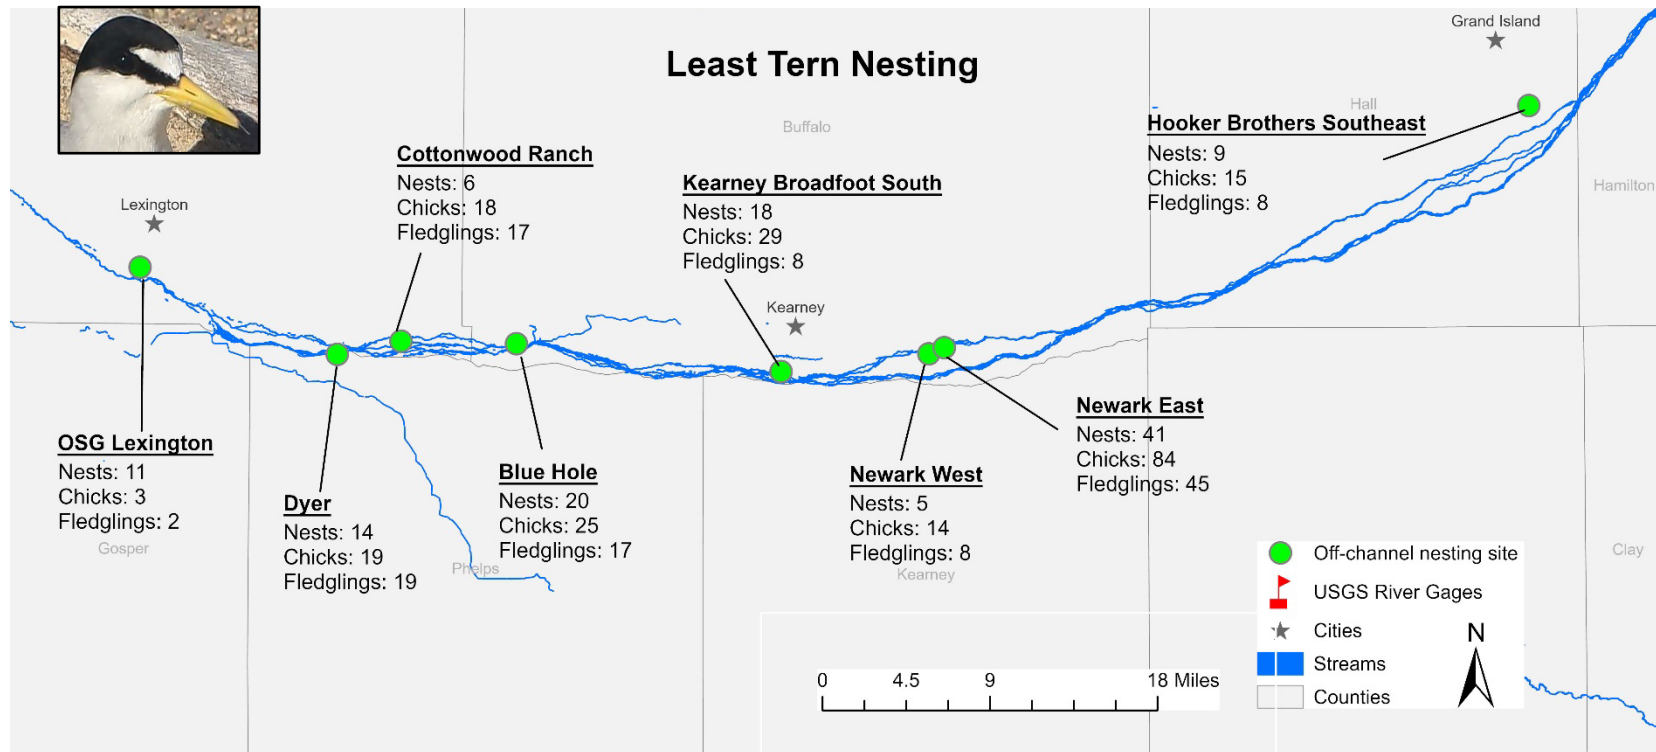 Least Tern Nesting
Grand Island
Hall
Buffalo
Hooker Brothers Southeast
Nests: 9
Chicks: 15
Fledglings: 8
Hamilton
Cottonwood Ranch
Nests: 6
Chicks: 18
Fledglings: 17
Kearney Broadfoot South
Nests: 18
Chicks: 29
Fledglings: 8
Lexington
Kearney
OSG Lexington
Nests: 11
Chicks: 3
Fledglings: 2
Gosper
Dyer
Nests: 14
Chicks: 19
Fledglings: 19
Phelps
Blue Hole
Nests: 20
Chicks: 25
Fledglings: 17
Newark West
Nests: 5
Chicks: 14
Fledglings: 8
Kearney
Newark East
Nests: 41
Chicks: 84
Fledglings: 45
Clay
Off-channel nesting site
USGS River Gages
Cities
Streams
Counties
N
0 4.5 9 18 Miles